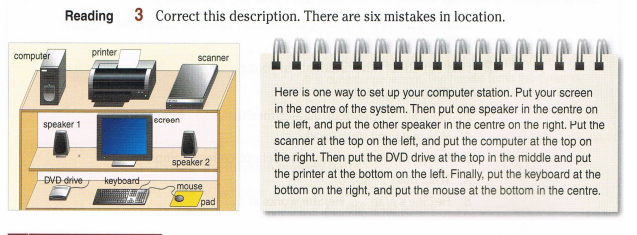 Reading 3 Correct this description. There are six mistakes in location.
computer
printer
scanner
speaker 1
screen
speaker 2
DVD drive
keyboard
mouse
pad
Here is one way to set up your computer station. Put your screen
in the centre of the system. Then put one speaker in the centre on
the left, and put the other speaker in the centre on the right. Put the
scanner at the top on the left, and put the computer at the top on
the right. Then put the DVD drive at the top in the middle and put
the printer at the bottom on the left. Finally, put the keyboard at the
bottom on the right, and put the mouse at the bottom in the centre.